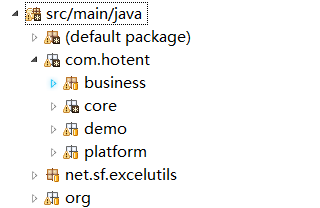 src/main/java
(default package)
com.hotent
business
core
demo
platform
net.sf.excelutils
org